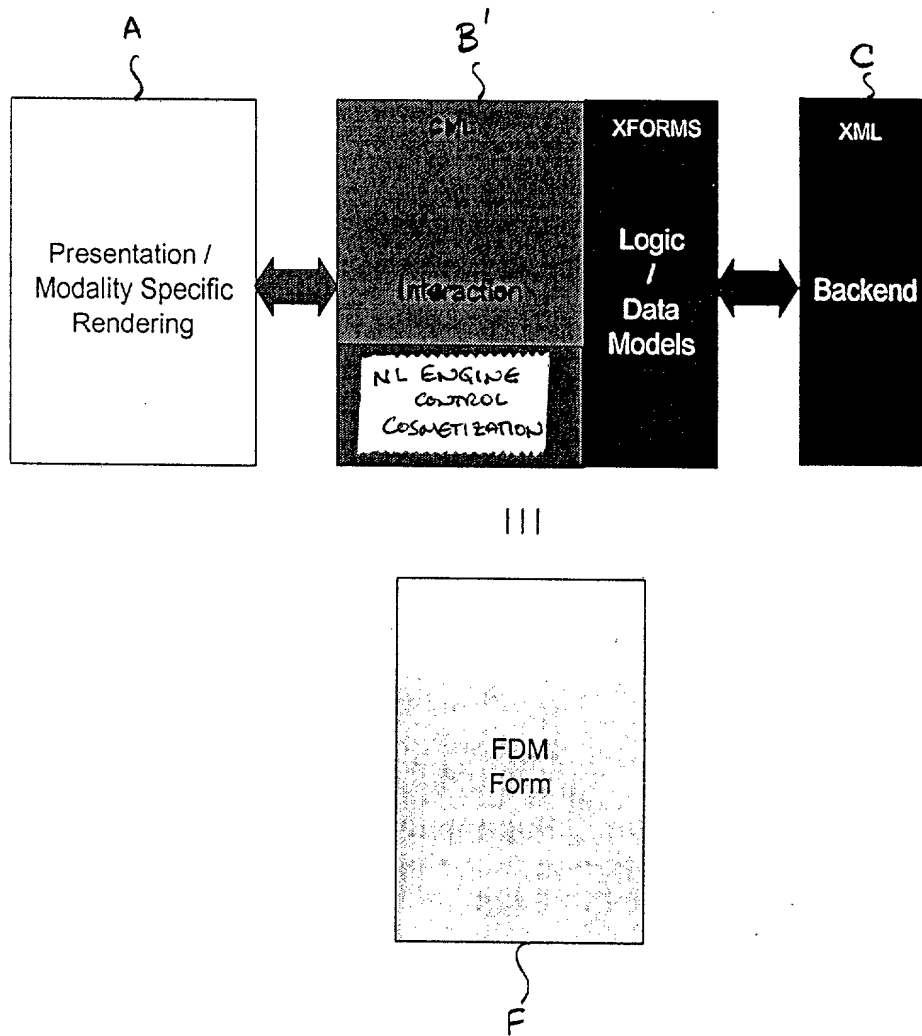 A
B'
C
CML
XFORMS
XML
Presentation /
Modality Specific
Rendering
Interaction
Logic
/
Data
Models
Backend
NL ENGINE
CONTROL
COSMETIZATION
FDM
Form
F